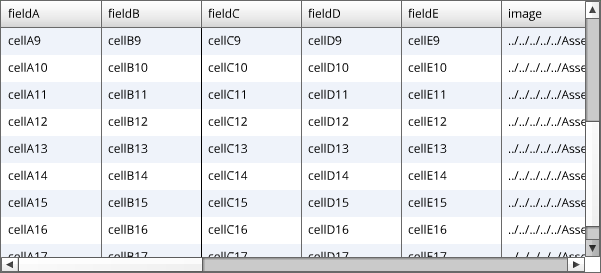 fieldA fieldB fieldC fieldD fieldE image
cellA9 cellB9 cellC9 cellD9 cellE9 ../../../../../Asse
cellA10 cellB10 cellC10 cellD10 cellE10 ../../../../../Asse
cellA11 cellB11 cellC11 cellD11 cellE11 ../../../../../Asse
cellA12 cellB12 cellC12 cellD12 cellE12 ../../../../../Asse
cellA13 cellB13 cellC13 cellD13 cellE13 ../../../../../Asse
cellA14 cellB14 cellC14 cellD14 cellE14 ../../../../../Asse
cellA15 cellB15 cellC15 cellD15 cellE15 ../../../../../Asse
cellA16 cellB16 cellC16 cellD16 cellE16 ../../../../../Asse
cellA17 cellB17 cellC17 cellD17 cellE17 ../../../../../Asse